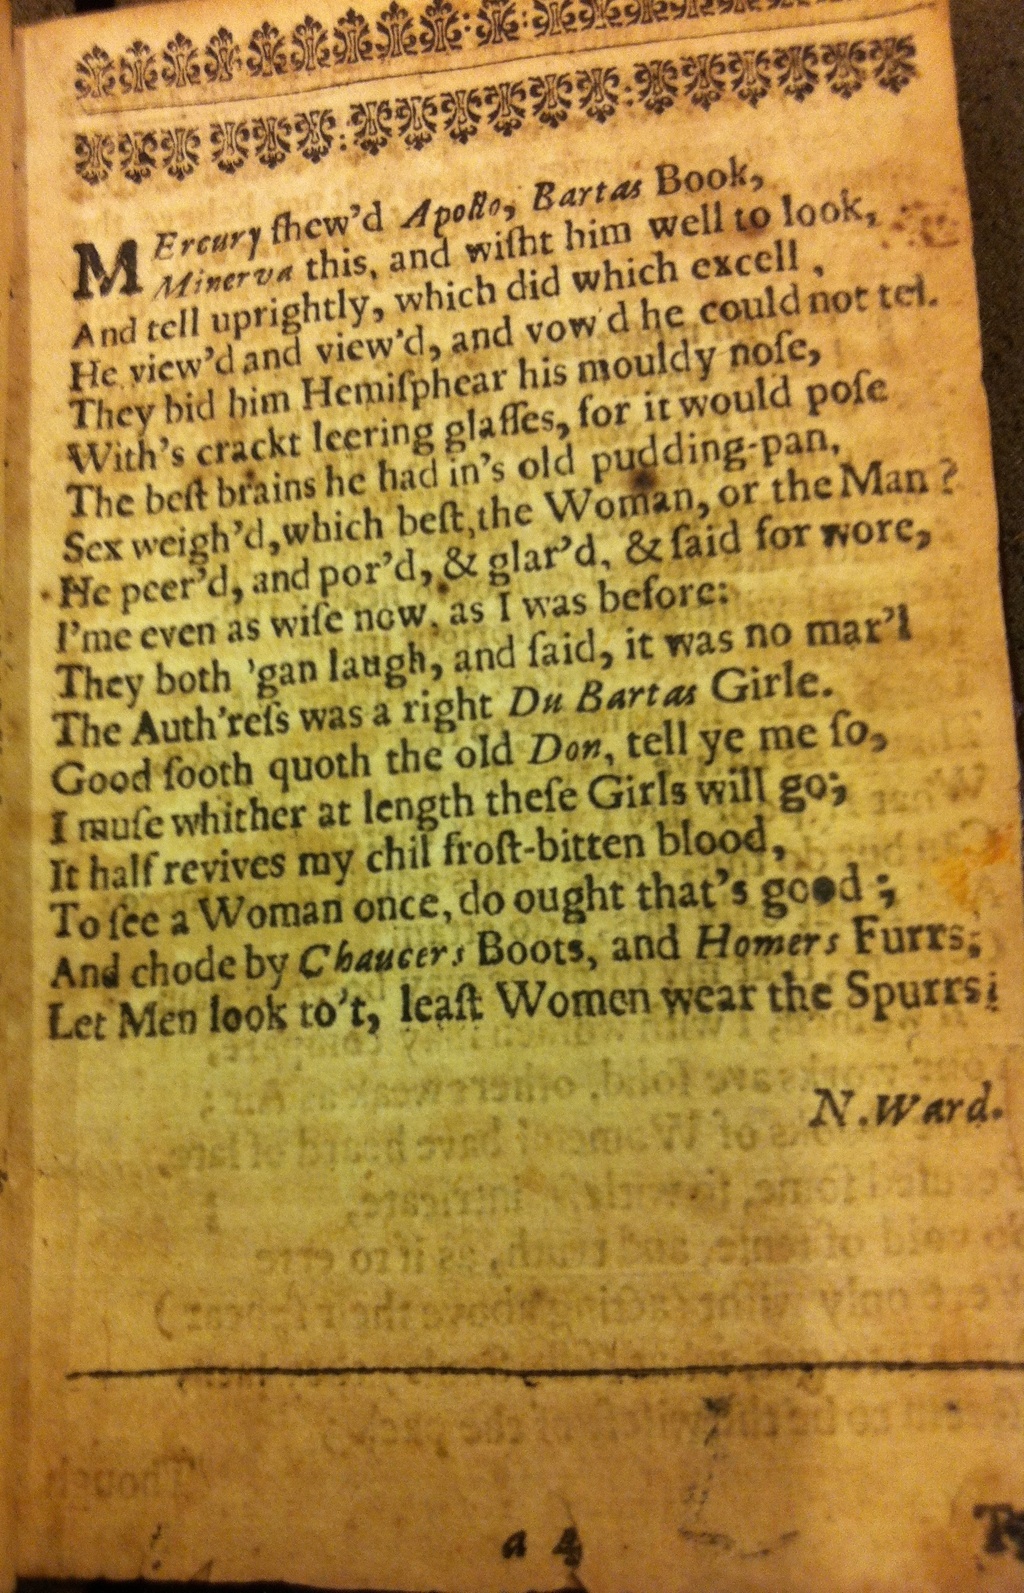 MErcury ſhew'd Apollo, Bartas Book,
Minerva this, and wiſht him well to look,
And tell uprightly, which did which excell,
He view'd and view'd, and vow'd he could not tel.
They bid him Hemiſphear his mouldy noſe,
With's crackt leering glaſſes, for it would poſe
The beſt brains he had in's old pudding-pan,
Sex weigh'd, which beſt, the Woman, or the Man?
He peer'd, and por'd, & glar'd, & ſaid for wore,
I'me even as wiſe now, as I was before:
They both 'gan laugh, and ſaid, it was no mar'l
The Auth'reſs was a right Du Bartas Girle.
Good ſooth quoth the old Don, tell ye me ſo,
I muſe whither at length theſe Girls will go;
It half revives my chil froſt-bitten blood,
To ſee a Woman once, do ought that's good;
And chode by Chaucers Boots, and Homers Furrs,
Let Men look to't, leaſt Women wear the Spurrs.
N. Ward.
a 4